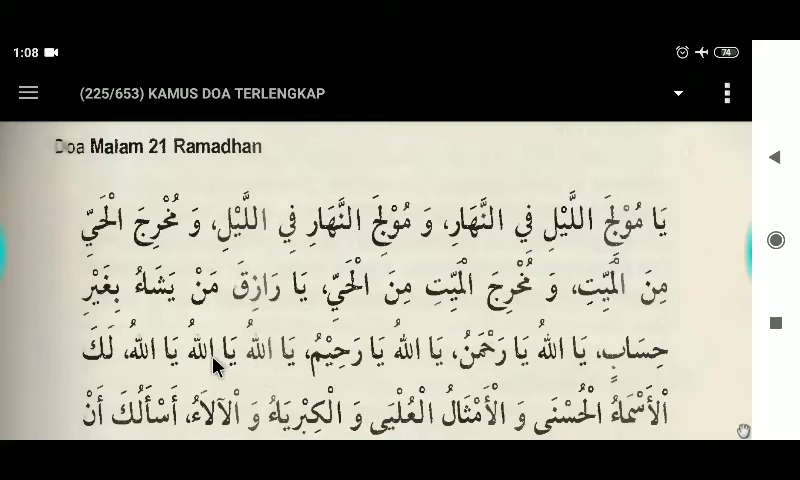 1:08
74
(225/653) KAMUS DOA TERLENGKAP
Doa Malam 21 Ramadhan
يَا مُوْلِجَ اللَّيْلِ فِي النَّهَارِ، وَ مُوْلِجَ النَّهَارِ فِي اللَّيْلِ، وَ مُخْرِجَ الْحَيِّ
مِنَ الْمَيِّتِ، وَ مُخْرِجَ الْمَيِّتِ مِنَ الْحَيِّ، يَا رَازِقَ مَنْ يَشَاءُ بِغَيْرِ
حِسَابٍ، يَا اللهُ يَا رَحْمَنُ، يَا اللهُ يَا رَحِيْمُ، يَا اللهُ يَا اللهُ يَا اللهُ، لَكَ
الْأَسْمَاءُ الْحُسْنَى وَ الْأَمْثَالُ الْعُلْيَى وَ الْكِبْرِيَاءُ وَ الْآلَاءُ، أَسْأَلُكَ أَنْ